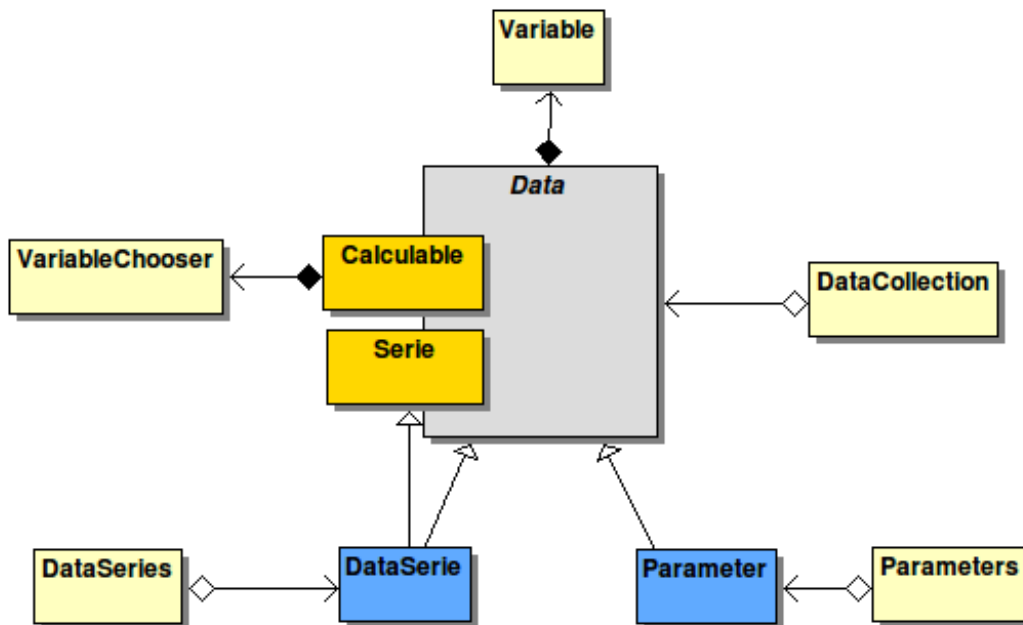 Variable
Data
VariableChooser
Calculable
DataCollection
Serie
DataSeries
DataSerie
Parameter
Parameters